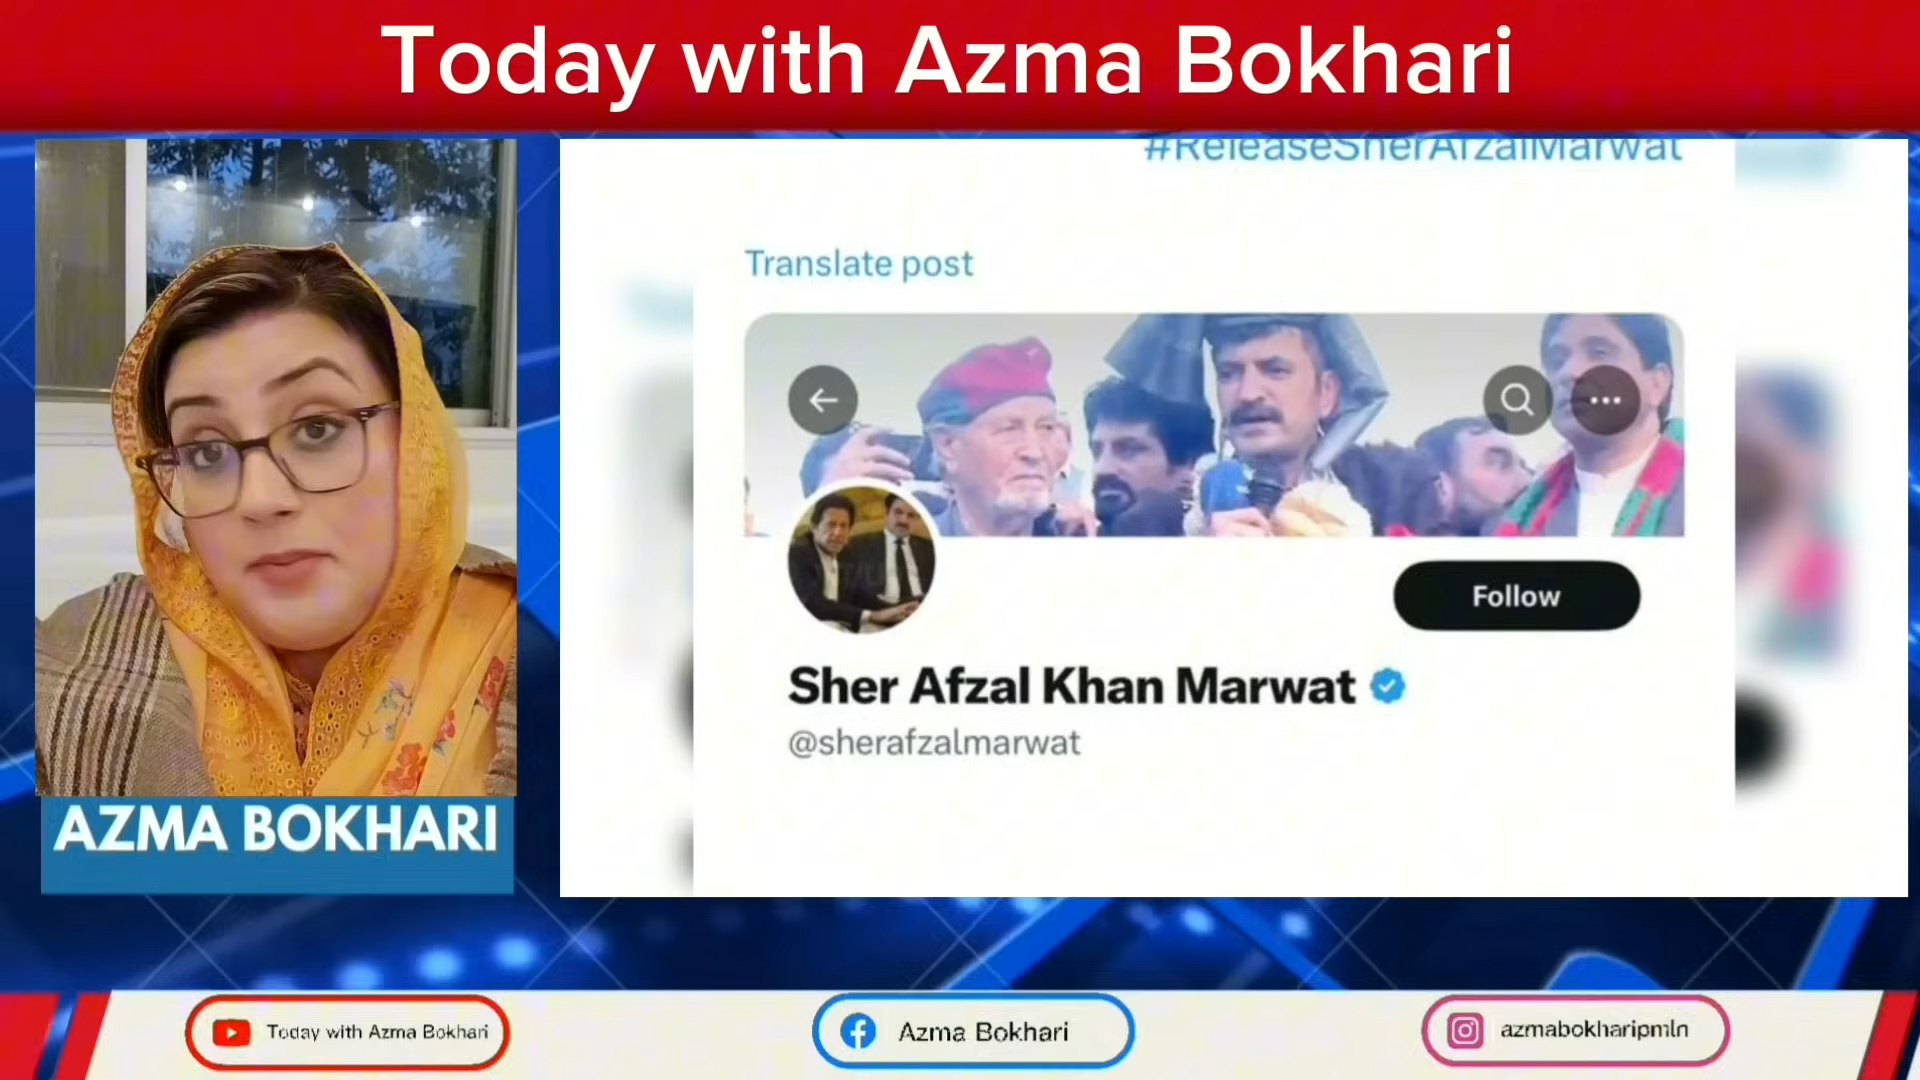 Today with Azma Bokhari
#ReleaseSherAfzalMarwat
Translate post
Follow
Sher Afzal Khan Marwat
@sherafzalmarwat
AZMA BOKHARI
Today with Azma Bokhari
Azma Bokhari
azmabokharipmln